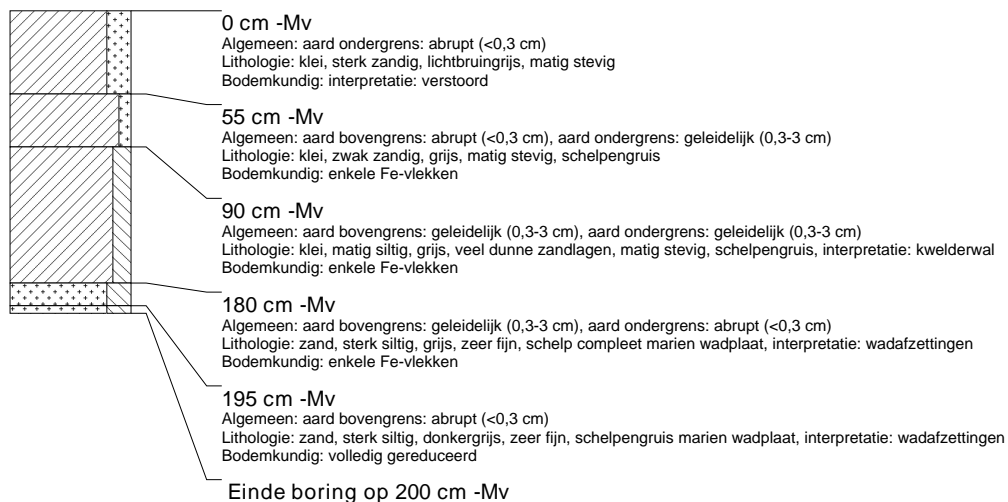 0 cm -Mv
Algemeen: aard ondergrens: abrupt (<0,3 cm)
Lithologie: klei, sterk zandig, lichtbruingrijs, matig stevig
Bodemkundig: interpretatie: verstoord
55 cm -Mv
Algemeen: aard bovengrens: abrupt (<0,3 cm), aard ondergrens: geleidelijk (0,3-3 cm)
Lithologie: klei, zwak zandig, grijs, matig stevig, schelpengruis
Bodemkundig: enkele Fe-vlekken
90 cm -Mv
Algemeen: aard bovengrens: geleidelijk (0,3-3 cm), aard ondergrens: geleidelijk (0,3-3 cm)
Lithologie: klei, matig siltig, grijs, veel dunne zandlagen, matig stevig, schelpengruis, interpretatie: kwelderwal
Bodemkundig: enkele Fe-vlekken
180 cm -Mv
Algemeen: aard bovengrens: geleidelijk (0,3-3 cm), aard ondergrens: abrupt (<0,3 cm)
Lithologie: zand, sterk siltig, grijs, zeer fijn, schelp compleet marien wadplaat, interpretatie: wadafzettingen
Bodemkundig: enkele Fe-vlekken
195 cm -Mv
Algemeen: aard bovengrens: abrupt (<0,3 cm)
Lithologie: zand, sterk siltig, donkergrijs, zeer fijn, schelpengruis marien wadplaat, interpretatie: wadafzettingen
Bodemkundig: volledig gereduceerd
Einde boring op 200 cm -Mv